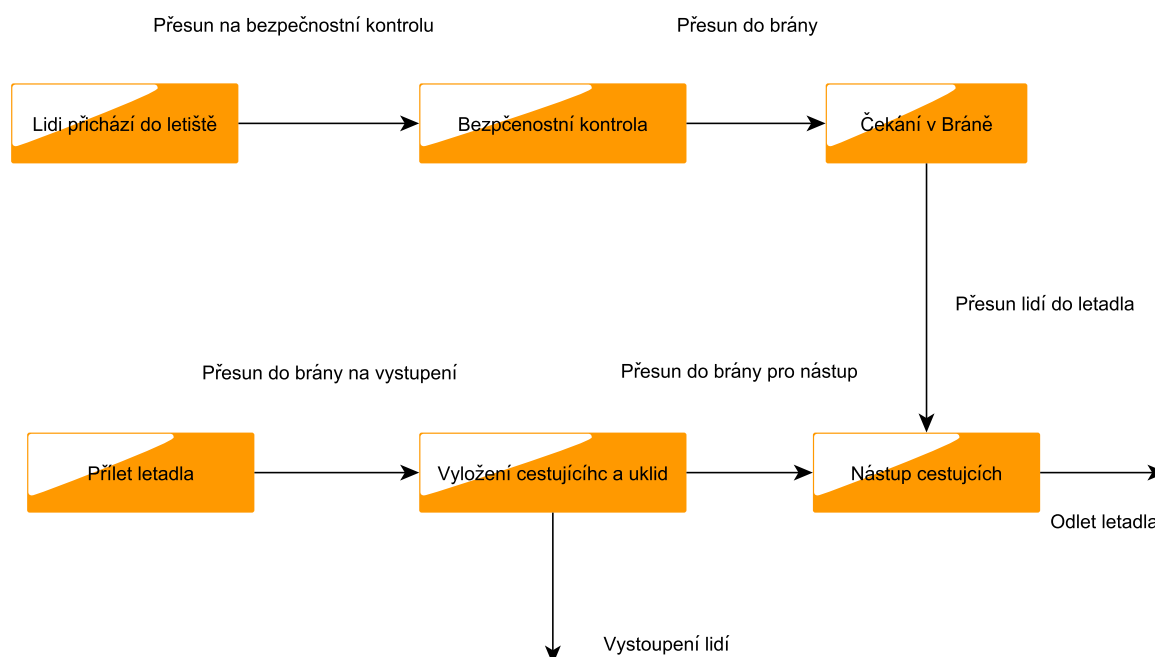 Přesun na bezpečnostní kontrolu
Přesun do brány
Lidi přichází do letiště
Bezpčenostní kontrola
Čekání v Bráně
Přesun lidí do letadla
Přesun do brány na vystupení
Přesun do brány pro nástup
Přílet letadla
Vyložení cestujícíhc a uklid
Nástup cestujcích
Odlet letadla
Vystoupení lidí